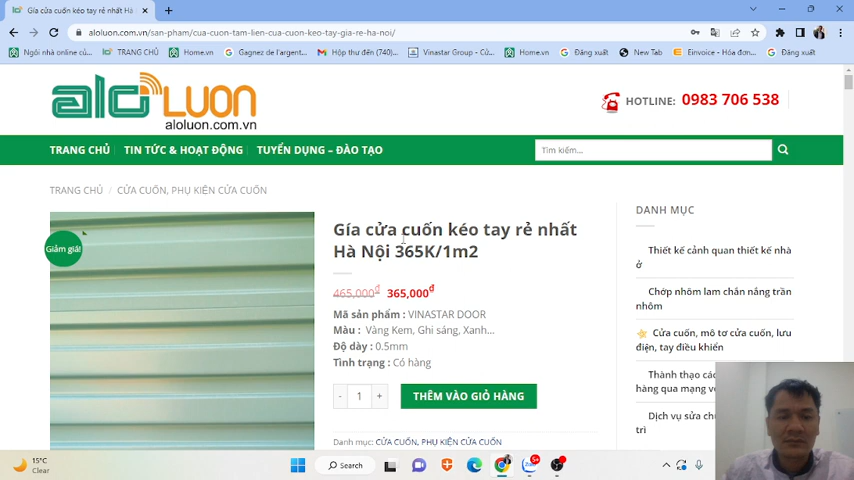 Gía cửa cuốn kéo tay rẻ nhất Hà N
aloluon.com.vn/san-pham/cua-cuon-tam-lien-cua-cuon-keo-tay-gia-re-ha-noi/
Ngôi nhà online củ...
TRANG CHỦ
Home.vn
Gagnez de l'argent...
Hộp thư đến (740)...
Vinastar Group - Cử...
Home.vn
Đăng xuất
New Tab
Einvoice - Hóa đơn...
Đăng xuất
alo LUON
aloluon.com.vn
HOTLINE: 0983 706 538
TRANG CHỦ
TIN TỨC & HOẠT ĐỘNG
TUYỂN DỤNG – ĐÀO TẠO
Tìm kiếm...
TRANG CHỦ / CỬA CUỐN, PHỤ KIỆN CỬA CUỐN
Giảm giá!
Gía cửa cuốn kéo tay rẻ nhất
Hà Nội 365K/1m2
465,000₫ 365,000₫
Mã sản phẩm : VINASTAR DOOR
Màu : Vàng Kem, Ghi sáng, Xanh...
Độ dày : 0.5mm
Tình trạng : Có hàng
- 1 +
THÊM VÀO GIỎ HÀNG
Danh mục: CỬA CUỐN, PHỤ KIỆN CỬA CUỐN
DANH MỤC
Thiết kế cảnh quan thiết kế nhà
ở
Chớp nhôm lam chắn nắng trần
nhôm
Cửa cuốn, mô tơ cửa cuốn, lưu
điện, tay điều khiển
Thành thạo các
hàng qua mạng
Dịch vụ sửa
trì
15°C
Clear
Search
5+